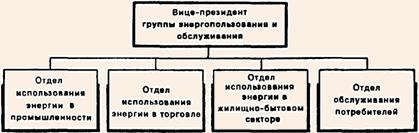 Вице-президент
группы энергопользования и
обслуживания
Отдел
использования
энергии в
промышленности
Отдел
использования
энергии в торговле
Отдел
использования
энергии в
жилищно-бытовом
секторе
Отдел
обслуживания
потребителей